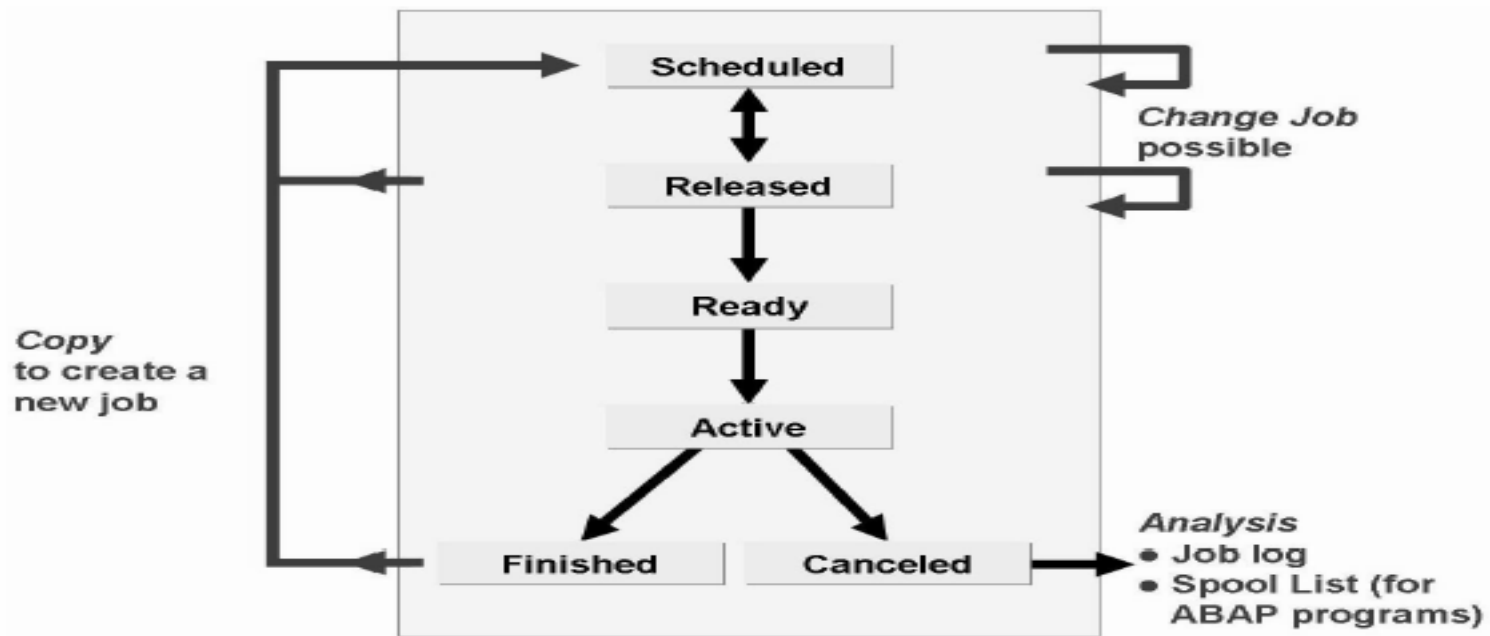 Scheduled
Change Job
possible
Released
Ready
Copy
to create a
new job
Active
Finished
Canceled
Analysis
● Job log
● Spool List (for
ABAP programs)